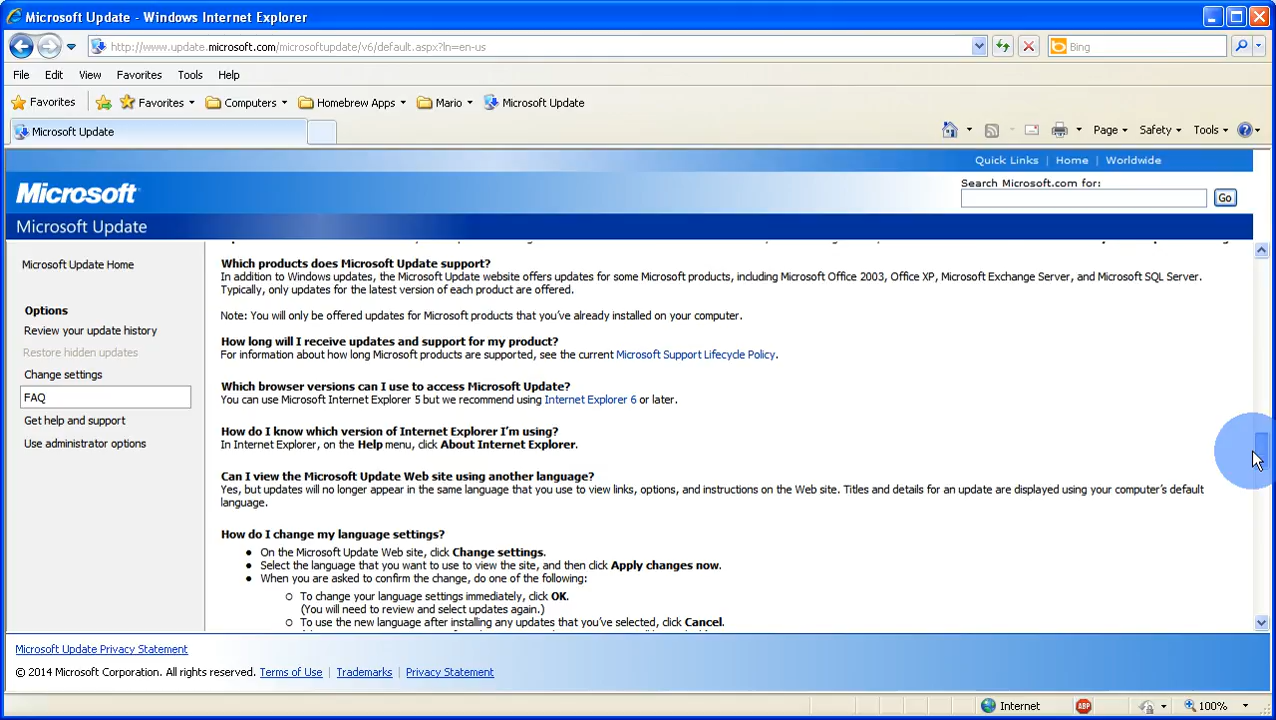 Microsoft Update - Windows Internet Explorer
http://www.update.microsoft.com/microsoftupdate/v6/default.aspx?ln=en-us
Bing
File Edit View Favorites Tools Help
Favorites Favorites Computers Homebrew Apps Mario Microsoft Update
Microsoft Update
Page Safety Tools
Quick Links | Home | Worldwide
Microsoft
Search Microsoft.com for:
Go
Microsoft Update
Microsoft Update Home
Options
Review your update history
Restore hidden updates
Change settings
FAQ
Get help and support
Use administrator options
Which products does Microsoft Update support?
In addition to Windows updates, the Microsoft Update website offers updates for some Microsoft products, including Microsoft Office 2003, Office XP, Microsoft Exchange Server, and Microsoft SQL Server.
Typically, only updates for the latest version of each product are offered.
Note: You will only be offered updates for Microsoft products that you've already installed on your computer.
How long will I receive updates and support for my product?
For information about how long Microsoft products are supported, see the current Microsoft Support Lifecycle Policy.
Which browser versions can I use to access Microsoft Update?
You can use Microsoft Internet Explorer 5 but we recommend using Internet Explorer 6 or later.
How do I know which version of Internet Explorer I'm using?
In Internet Explorer, on the Help menu, click About Internet Explorer.
Can I view the Microsoft Update Web site using another language?
Yes, but updates will no longer appear in the same language that you use to view links, options, and instructions on the Web site. Titles and details for an update are displayed using your computer's default
language.
How do I change my language settings?
• On the Microsoft Update Web site, click Change settings.
• Select the language that you want to use to view the site, and then click Apply changes now.
• When you are asked to confirm the change, do one of the following:
○ To change your language settings immediately, click OK.
(You will need to review and select updates again.)
○ To use the new language after installing any updates that you've selected, click Cancel.
Microsoft Update Privacy Statement
© 2014 Microsoft Corporation. All rights reserved. Terms of Use | Trademarks | Privacy Statement
Internet ABP 100%